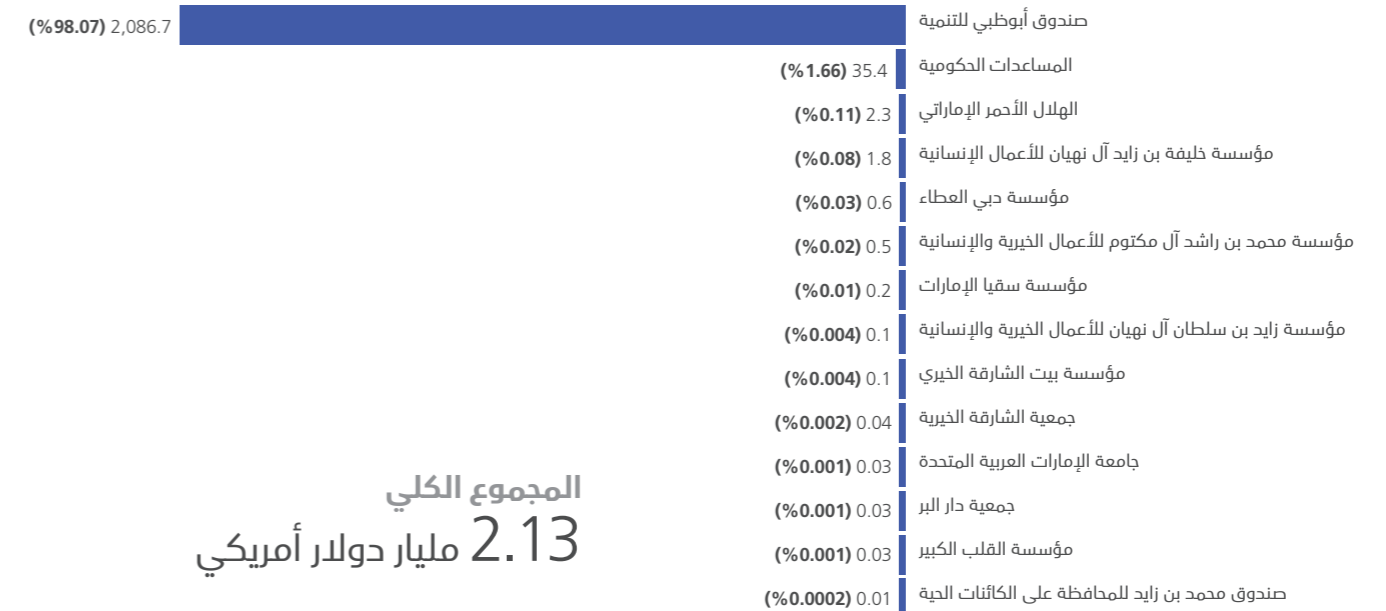 صندوق أبوظبي للتنمية 2,086.7 (%98.07)
المساعدات الحكومية 35.4 (%1.66)
الهلال الأحمر الإماراتي 2.3 (%0.11)
مؤسسة خليفة بن زايد آل نهيان للأعمال الإنسانية 1.8 (%0.08)
مؤسسة دبي العطاء 0.6 (%0.03)
مؤسسة محمد بن راشد آل مكتوم للأعمال الخيرية والإنسانية 0.5 (%0.02)
مؤسسة سقيا الإمارات 0.2 (%0.01)
مؤسسة زايد بن سلطان آل نهيان للأعمال الخيرية والإنسانية 0.1 (%0.004)
مؤسسة بيت الشارقة الخيري 0.1 (%0.004)
جمعية الشارقة الخيرية 0.04 (%0.002)
جامعة الإمارات العربية المتحدة 0.03 (%0.001)
جمعية دار البر 0.03 (%0.001)
مؤسسة القلب الكبير 0.03 (%0.001)
صندوق محمد بن زايد للمحافظة على الكائنات الحية 0.01 (%0.0002)
المجموع الكلي
2.13 مليار دولار أمريكي